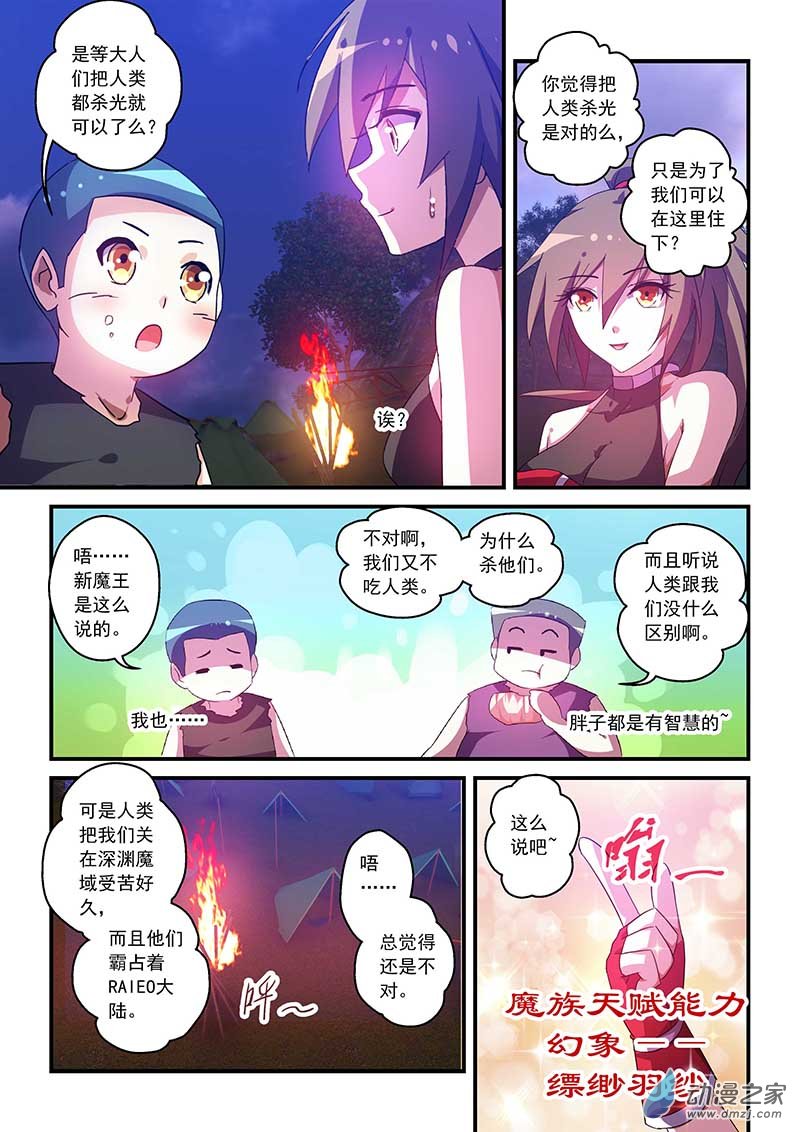 是等大人
们把人类
都杀光就
可以了么？
诶？
你觉得把
人类杀光
是对的么，
只是为了
我们可以
在这里住
下？
唔……
新魔王
是这么
说的。
我也……
不对啊，
我们又不
吃人类。
为什么
杀他们。
而且听说
人类跟我
们没什么
区别啊。
胖子都是有智慧的~
可是人类
把我们关
在深渊魔
域受苦好
久，
而且他们
霸占着
RAIEO大
陆。
唔
……
总觉得
还是不
对。
呼～
这么
说吧~
嗡—
魔族天赋能力
幻象——
缥缈羽纱
动漫之家
www.dmzj.com